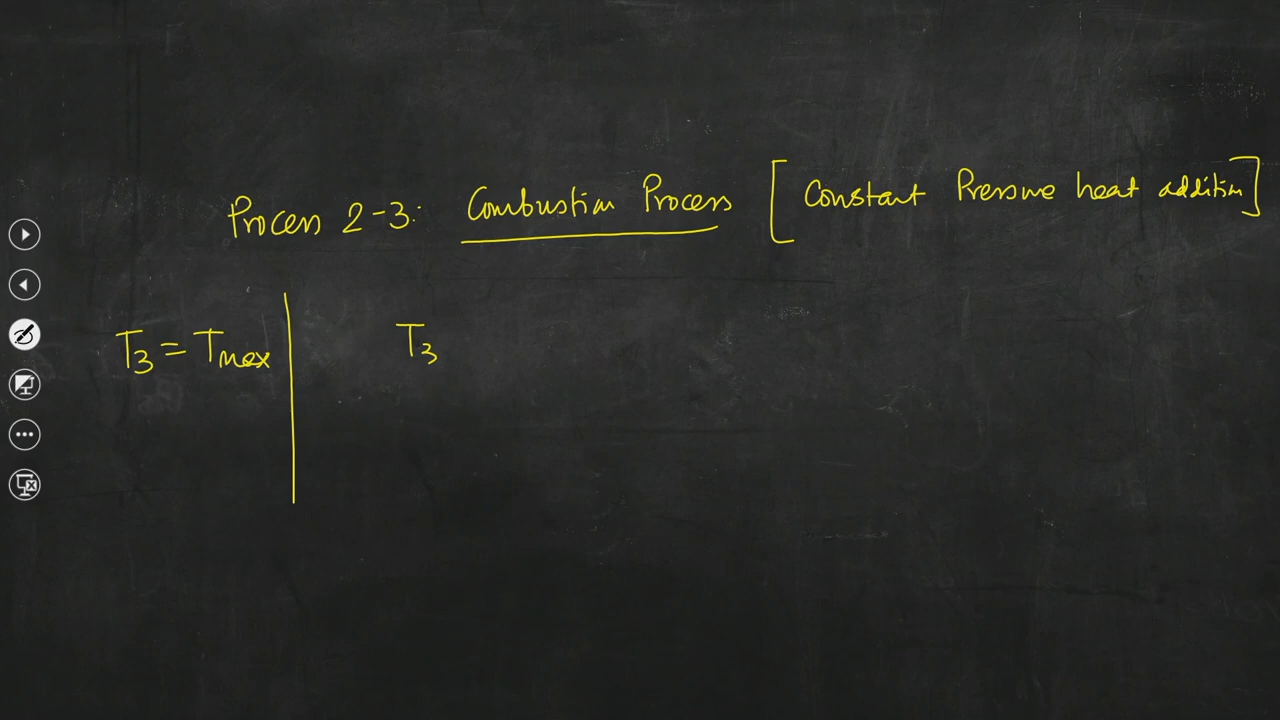 Process 2-3: Combustion Process [Constant Pressure heat addition]
T3 = Tmax
T3